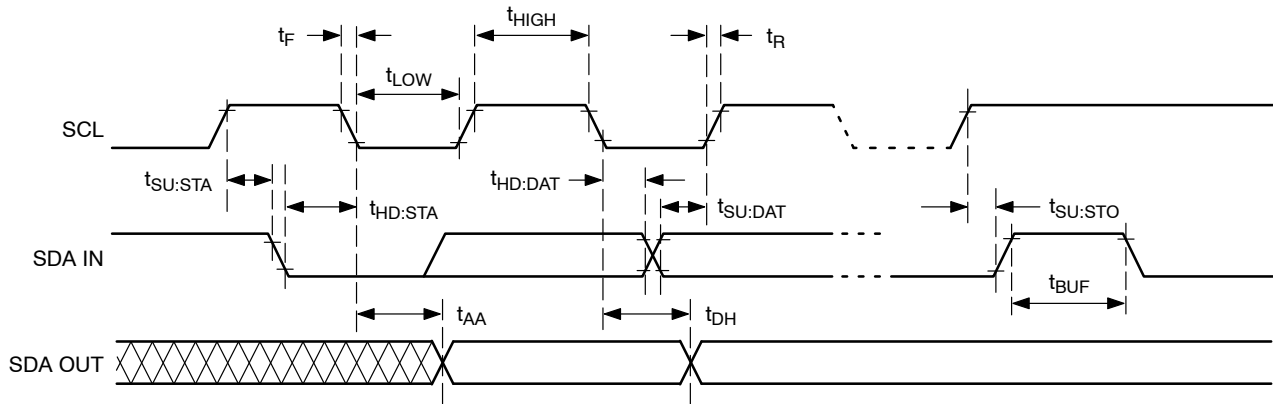 tHIGH
tF
tR
tLOW
SCL
tSU:STA
tHD:STA
tHD:DAT
tSU:DAT
tSU:STO
SDA IN
tBUF
tAA
tDH
SDA OUT